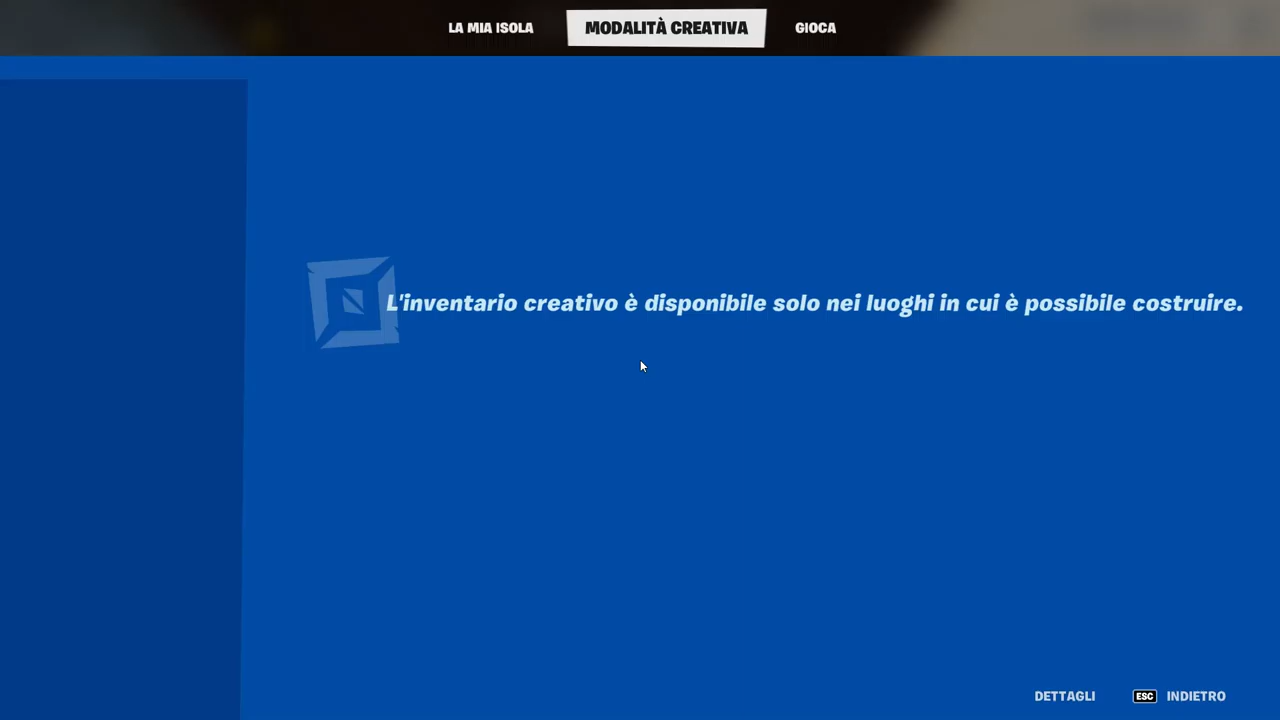 LA MIA ISOLA MODALITÀ CREATIVA GIOCA
L'inventario creativo è disponibile solo nei luoghi in cui è possibile costruire.
DETTAGLI ESC INDIETRO